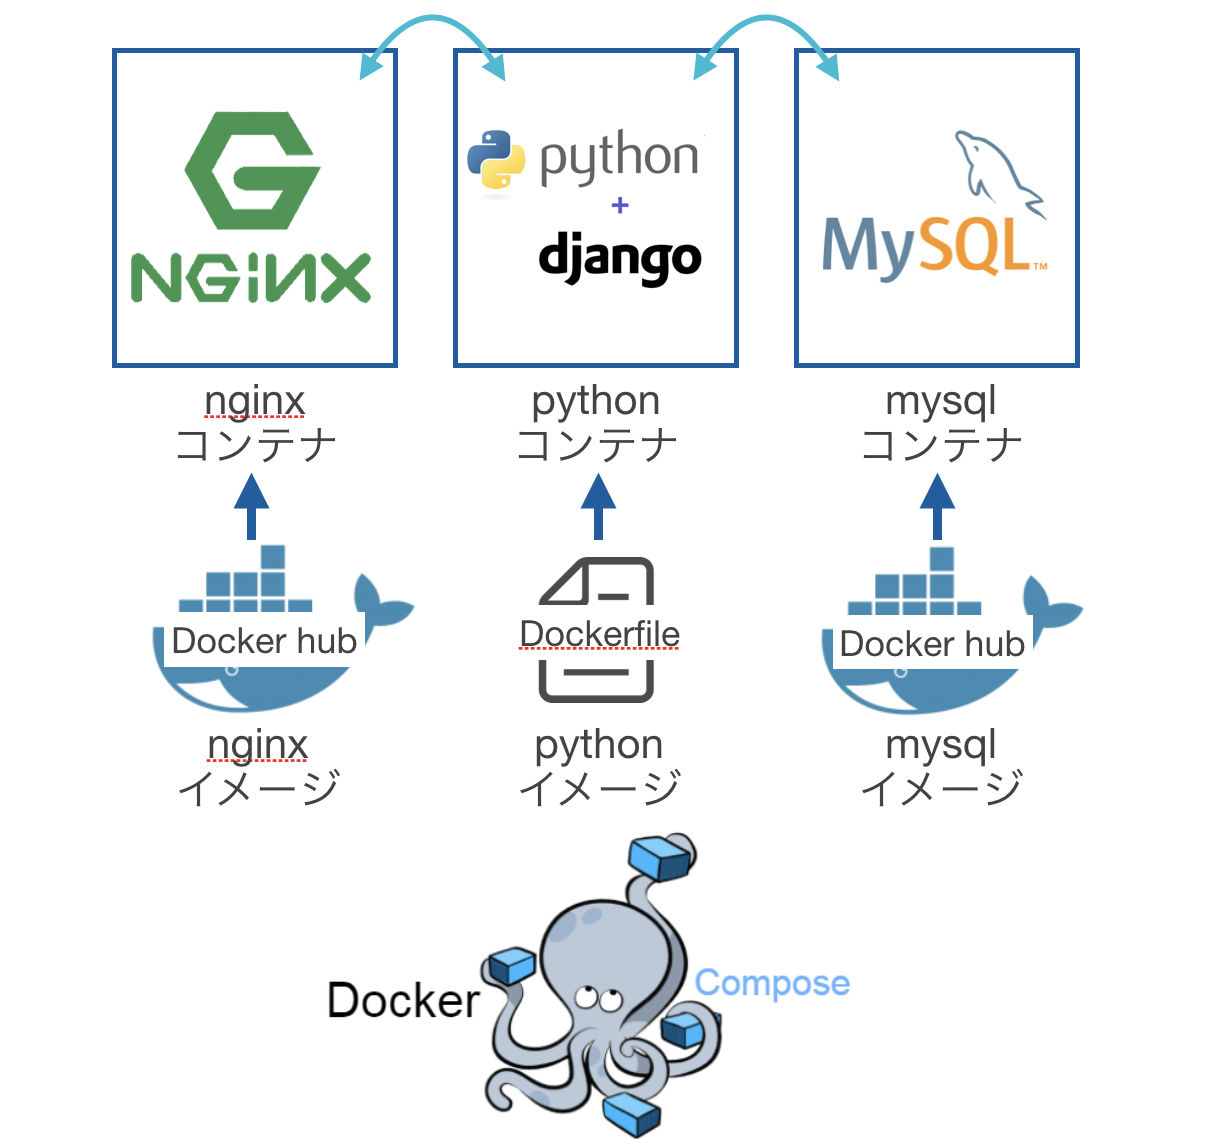 NGiNX
python
+
django
MySQL™
nginx
コンテナ
python
コンテナ
mysql
コンテナ
Docker hub
Dockerfile
Docker hub
nginx
イメージ
python
イメージ
mysql
イメージ
Docker
Compose